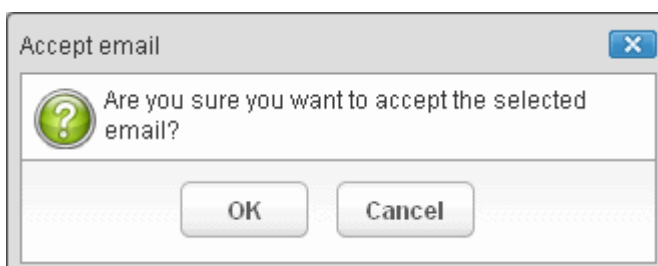 Accept email
Are you sure you want to accept the selected
email?
OK
Cancel